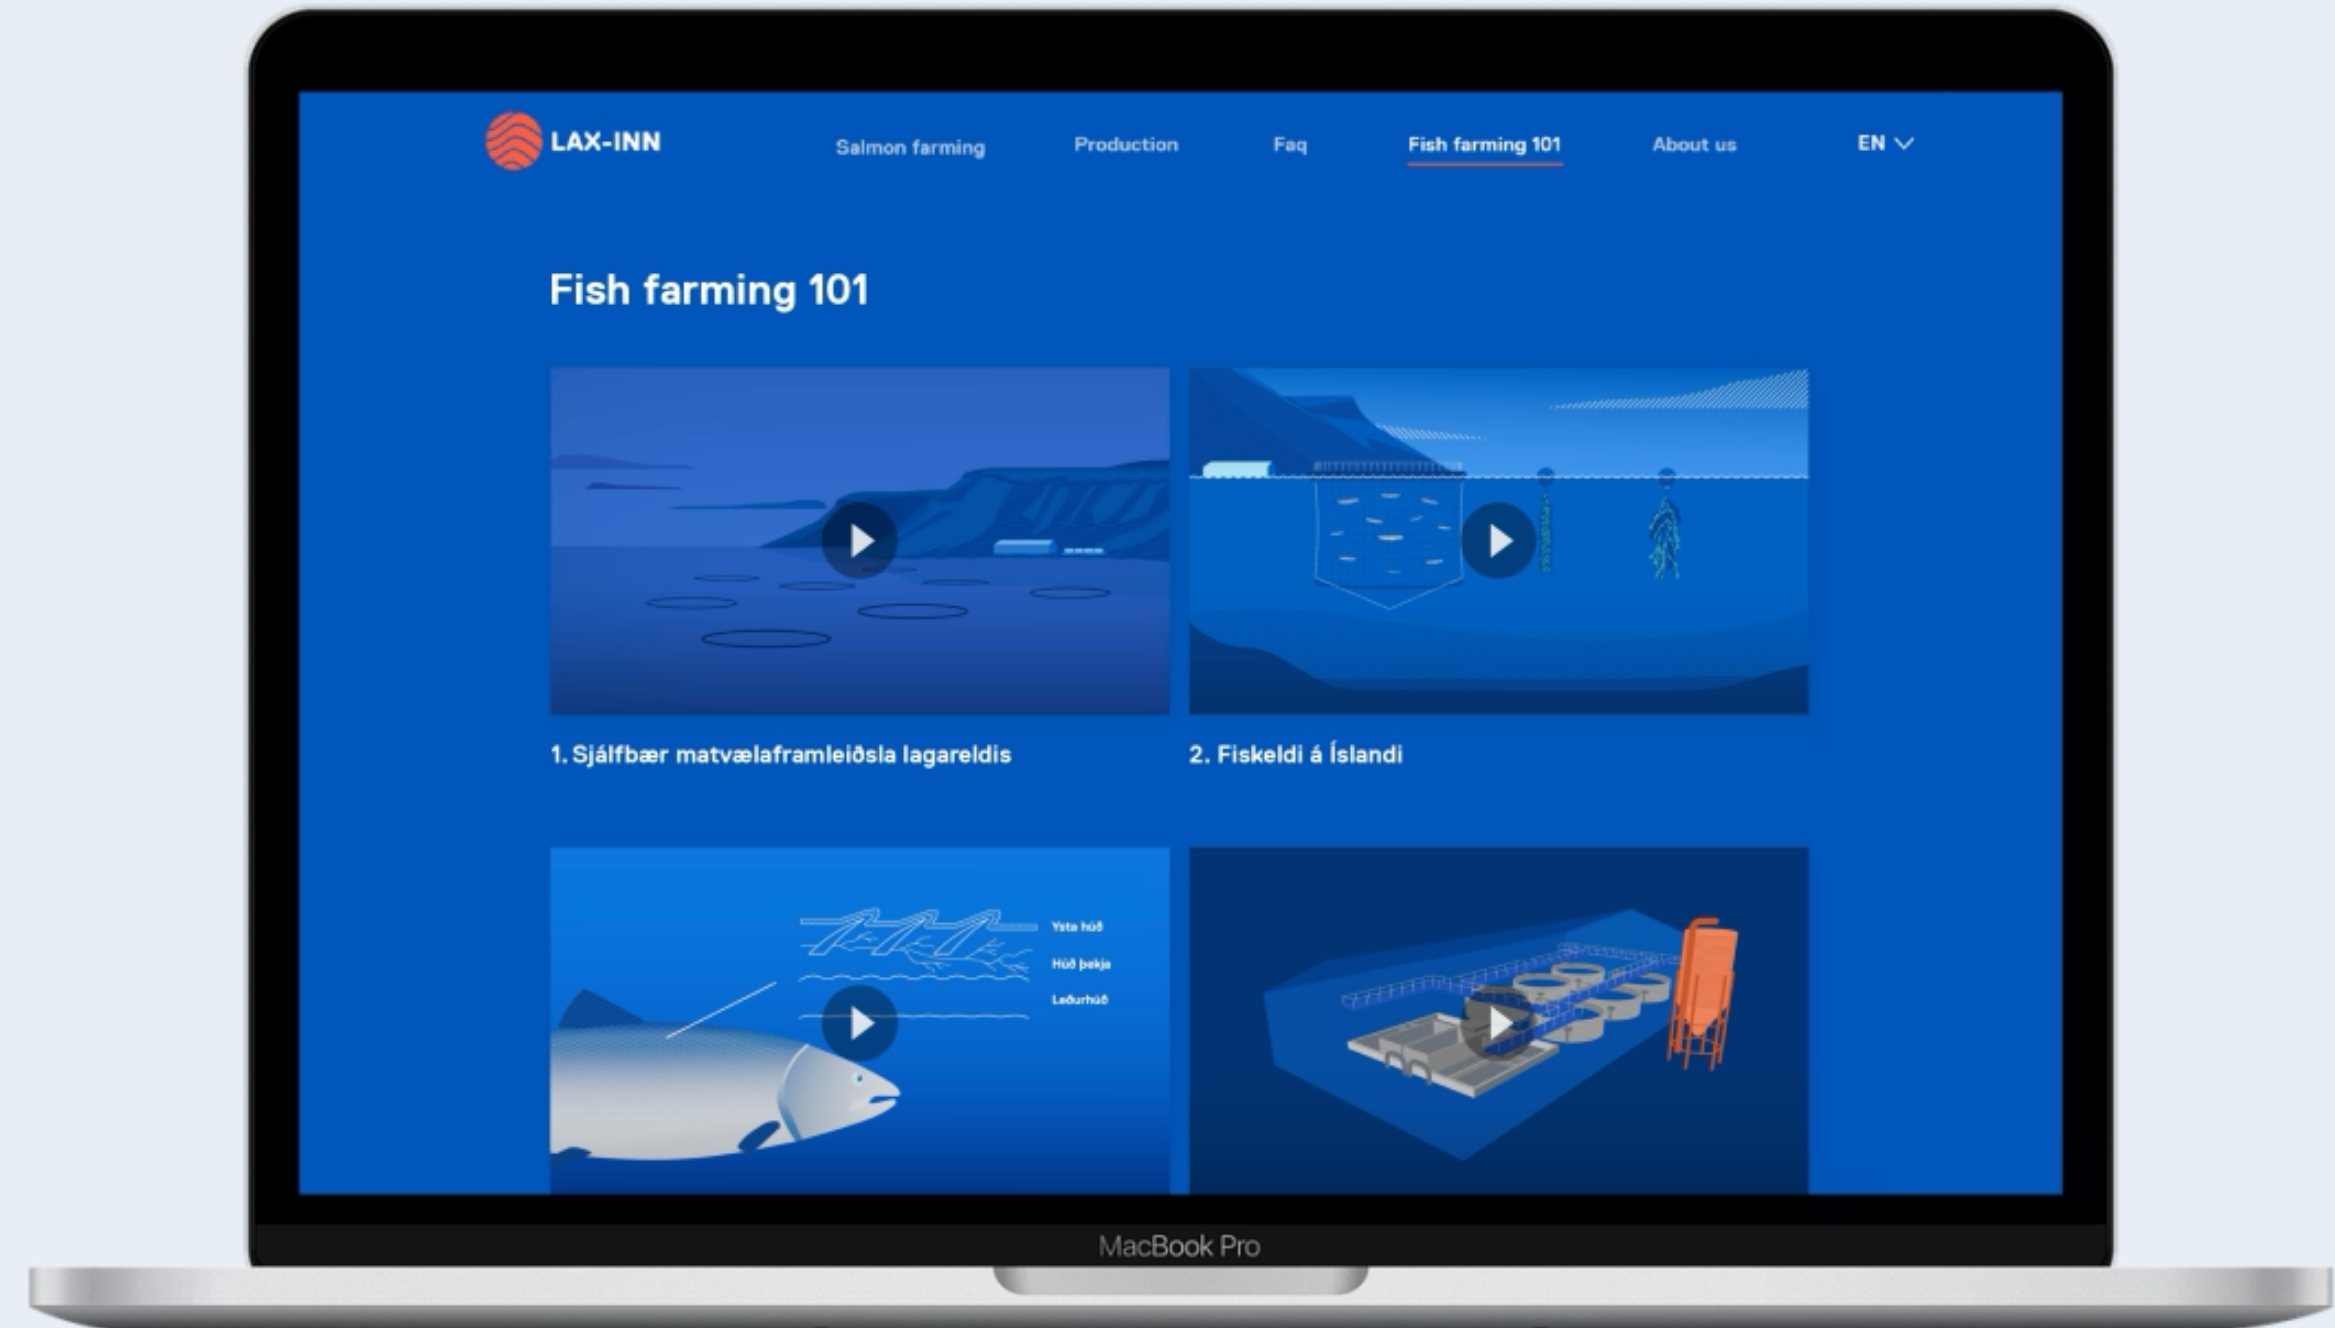 LAX-INN
Salmon farming
Production
Faq
Fish farming 101
About us
EN
Fish farming 101
1. Sjálfbær matvælaframleiðsla lagareldis
2. Fiskeldi á Íslandi
Ysta húð
Húð þekja
Leðurhúð
MacBook Pro